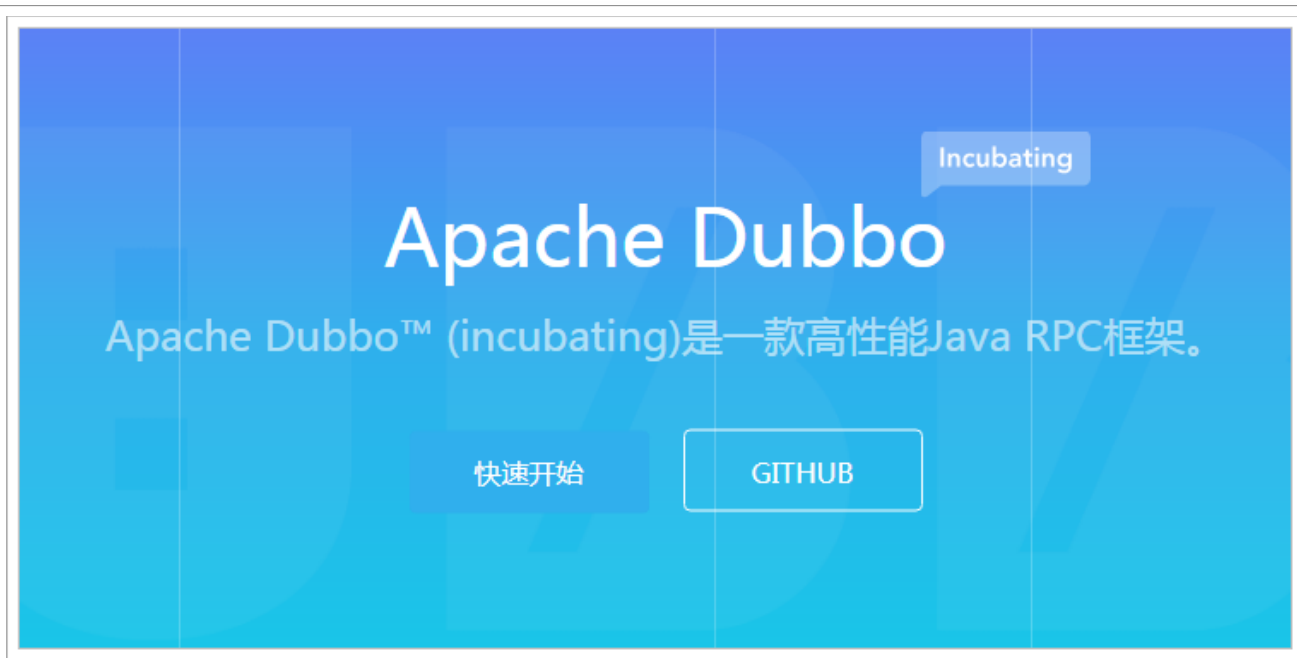 Incubating
Apache Dubbo
Apache Dubbo™ (incubating)是一款高性能Java RPC框架。
快速开始
GITHUB